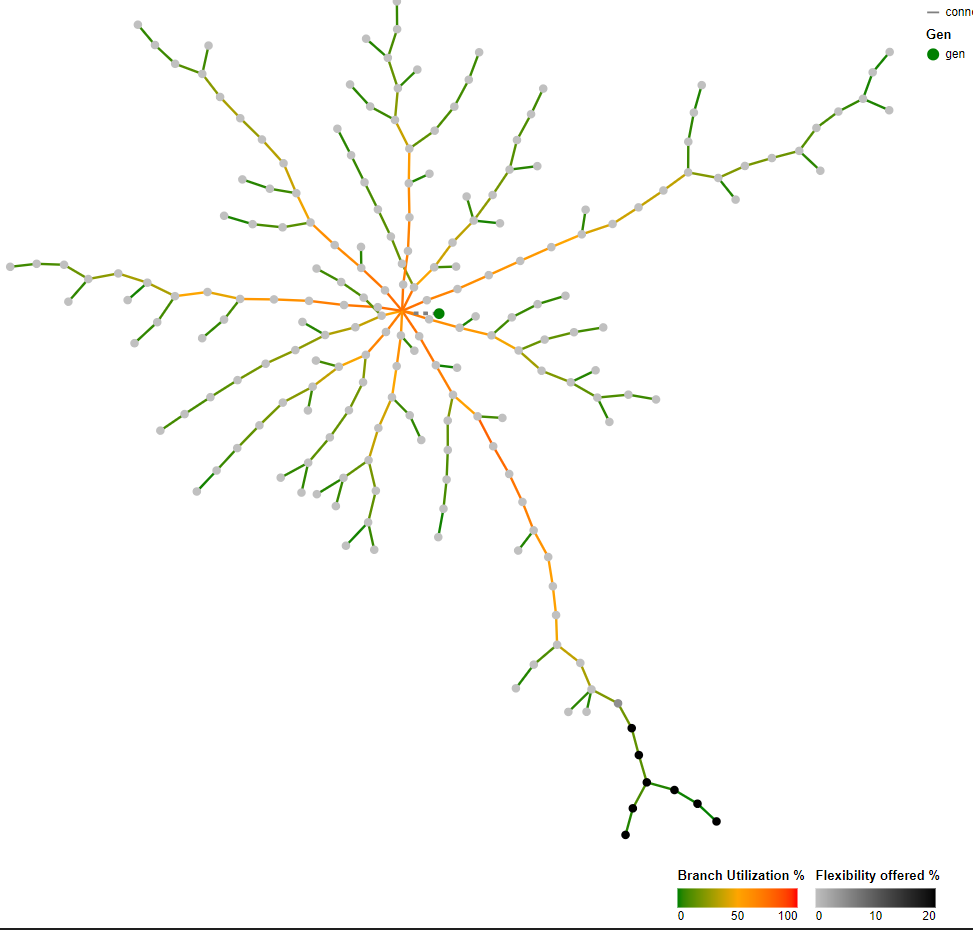 Gen
gen
Branch Utilization %
Flexibility offered %
0 50 100
0 10 20